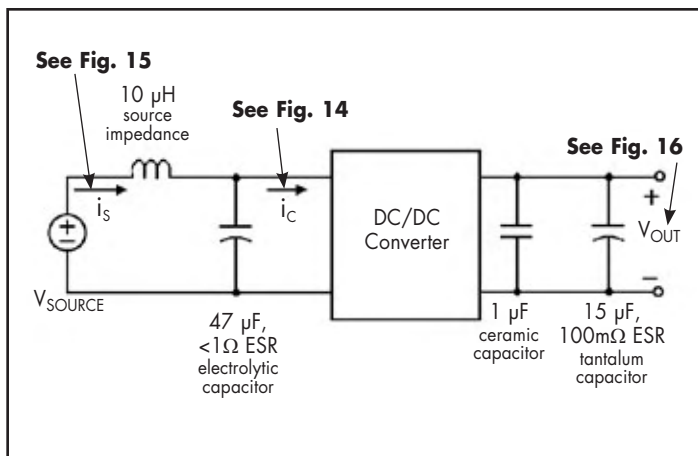 See Fig. 15
10 µH
source
impedance
See Fig. 14
See Fig. 16
iS
iC
DC/DC
Converter
+
VOUT
–
+
–
VSOURCE
47 µF,
<1Ω ESR
electrolytic
capacitor
1 µF
ceramic
capacitor
15 µF,
100mΩ ESR
tantalum
capacitor